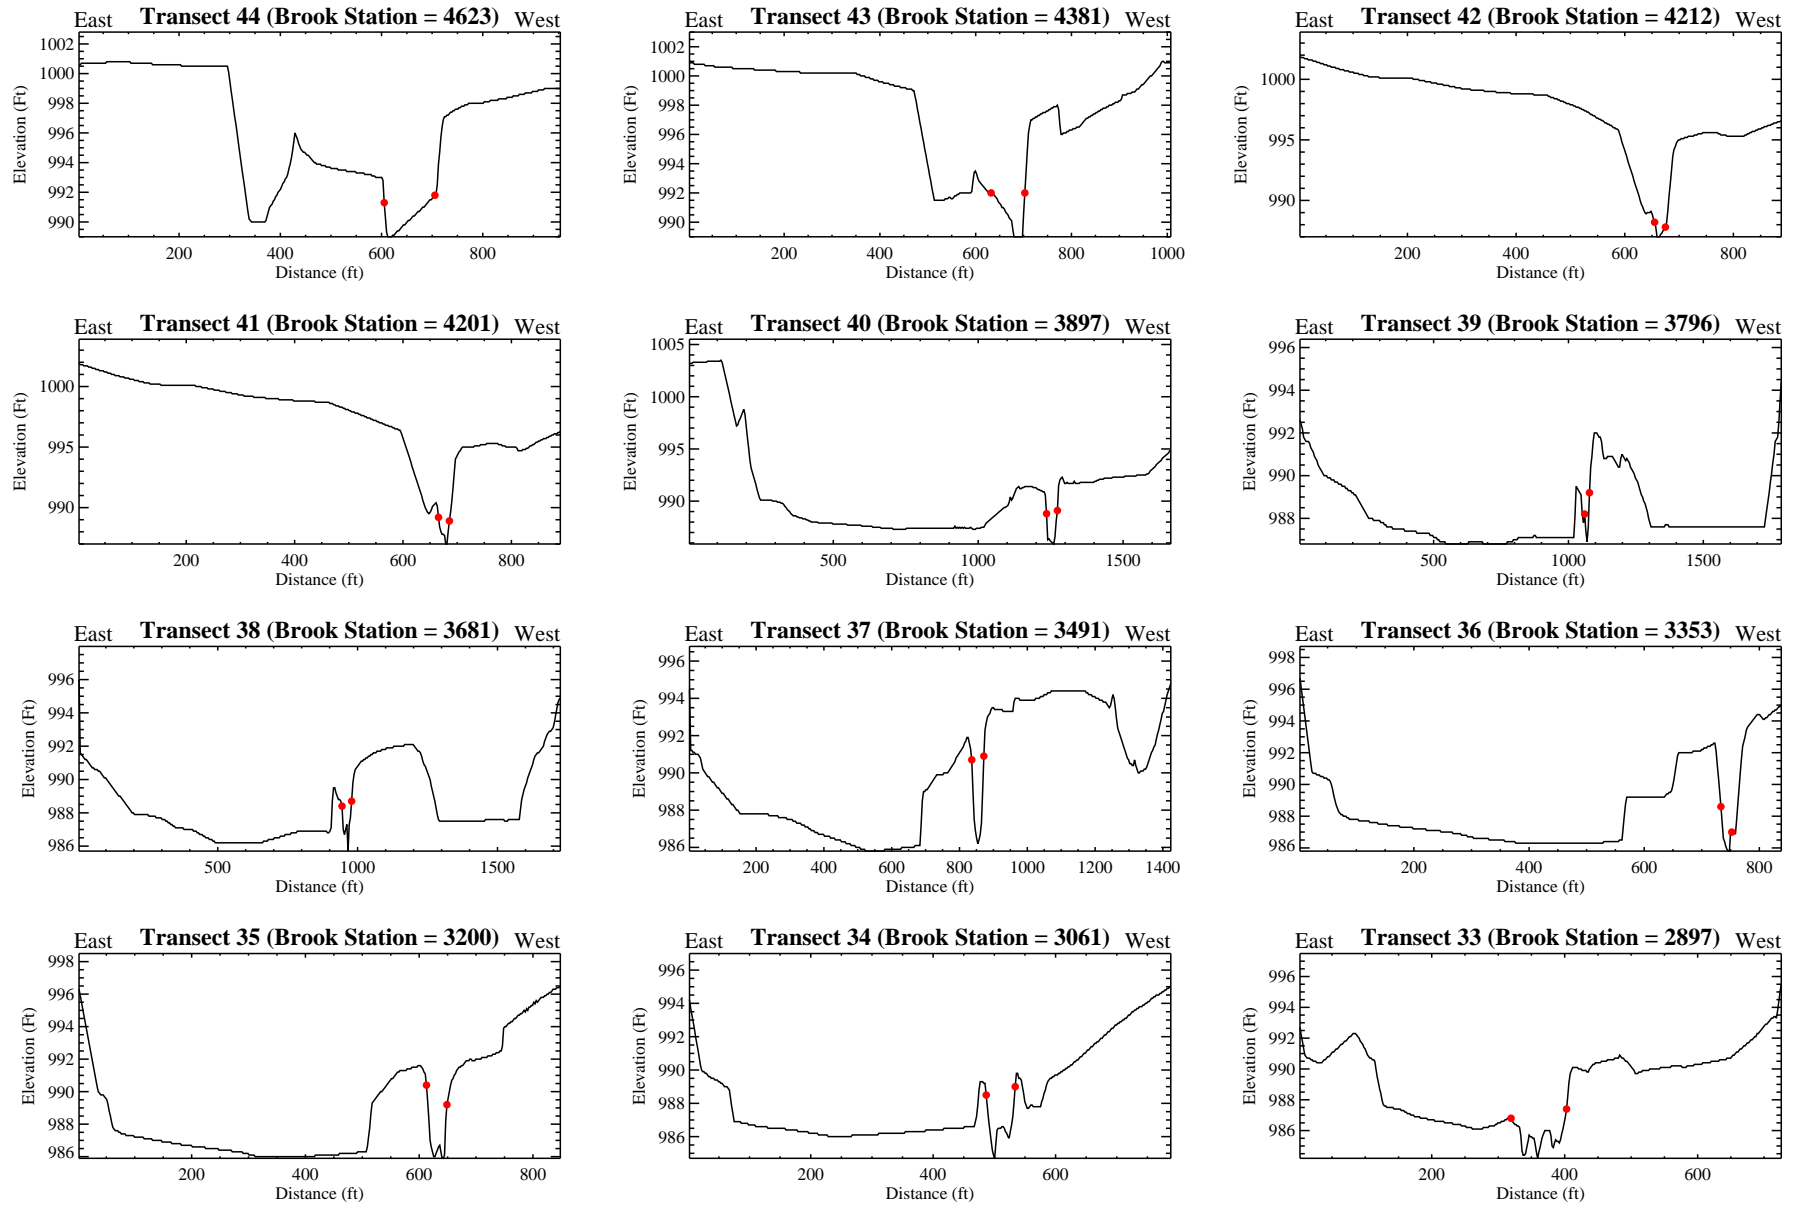 East Transect 44 (Brook Station = 4623) West
1002
1000
998
996
994
992
990
Elevation (Ft)
200 400 600 800
Distance (ft)
East Transect 43 (Brook Station = 4381) West
1002
1000
998
996
994
992
990
Elevation (Ft)
200 400 600 800 1000
Distance (ft)
East Transect 42 (Brook Station = 4212) West
1000
995
990
Elevation (Ft)
200 400 600 800
Distance (ft)
East Transect 41 (Brook Station = 4201) West
1000
995
990
Elevation (Ft)
200 400 600 800
Distance (ft)
East Transect 40 (Brook Station = 3897) West
1005
1000
995
990
Elevation (Ft)
500 1000 1500
Distance (ft)
East Transect 39 (Brook Station = 3796) West
996
994
992
990
988
Elevation (Ft)
500 1000 1500
Distance (ft)
East Transect 38 (Brook Station = 3681) West
996
994
992
990
988
986
Elevation (Ft)
500 1000 1500
Distance (ft)
East Transect 37 (Brook Station = 3491) West
996
994
992
990
988
986
Elevation (Ft)
200 400 600 800 1000 1200 1400
Distance (ft)
East Transect 36 (Brook Station = 3353) West
998
996
994
992
990
988
986
Elevation (Ft)
200 400 600 800
Distance (ft)
East Transect 35 (Brook Station = 3200) West
998
996
994
992
990
988
986
Elevation (Ft)
200 400 600 800
Distance (ft)
East Transect 34 (Brook Station = 3061) West
996
994
992
990
988
986
Elevation (Ft)
200 400 600
Distance (ft)
East Transect 33 (Brook Station = 2897) West
996
994
992
990
988
986
Elevation (Ft)
200 400 600
Distance (ft)